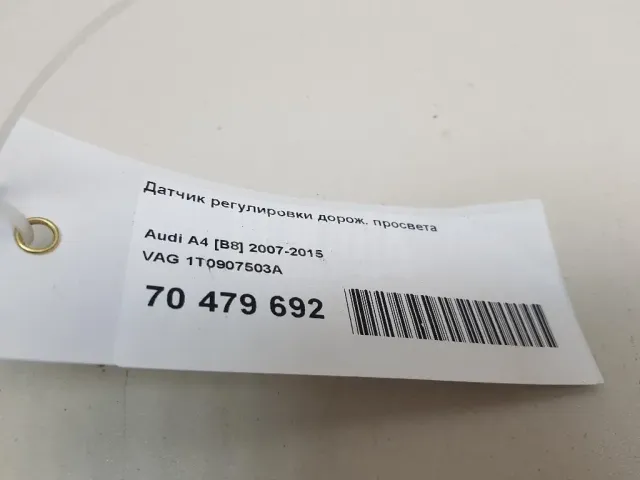 Датчик регулировки дорож. просвета
Audi A4 [B8] 2007-2015
VAG 1T0907503A
70 479 692